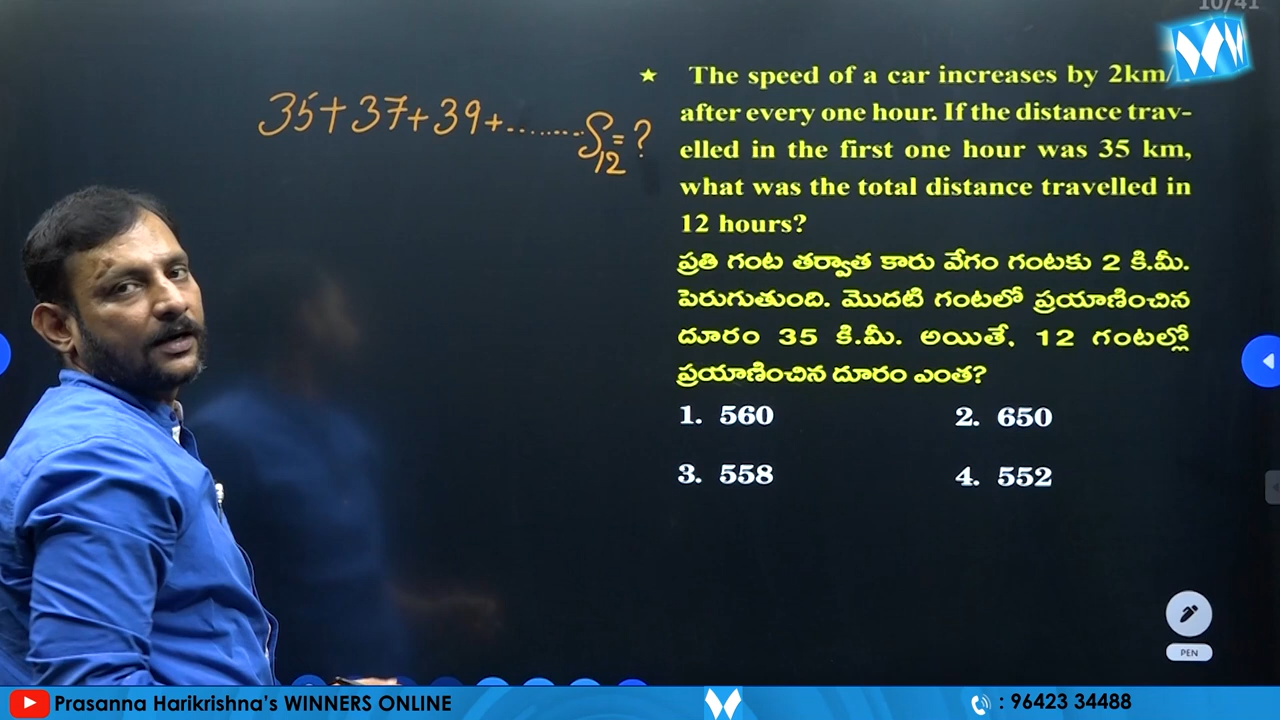 10/41
35+37+39+........S12=?
★ The speed of a car increases by 2km/
after every one hour. If the distance trav-
elled in the first one hour was 35 km,
what was the total distance travelled in
12 hours?
ప్రతి గంట తర్వాత కారు వేగం గంటకు 2 కి.మీ.
పెరుగుతుంది. మొదటి గంటలో ప్రయాణించిన
దూరం 35 కి.మీ. అయితే, 12 గంటల్లో
ప్రయాణించిన దూరం ఎంత?
1. 560 2. 650
3. 558 4. 552
PEN
Prasanna Harikrishna's WINNERS ONLINE : 96423 34488